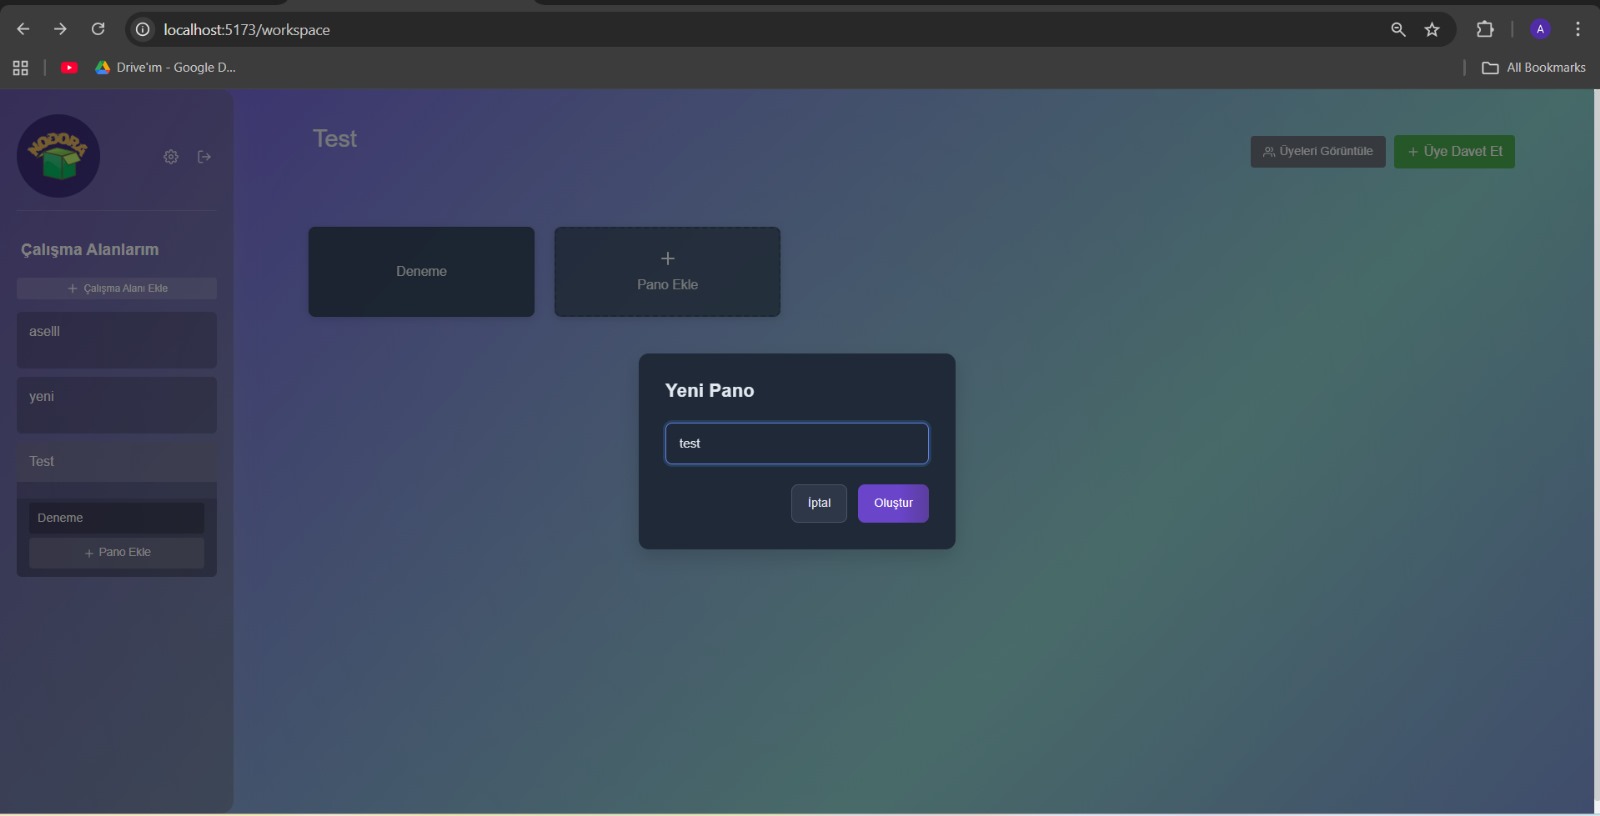 localhost:5173/workspace
A
Drive'ım - Google D...
All Bookmarks
NODORA
Çalışma Alanlarım
+ Çalışma Alanı Ekle
aselll
yeni
Test
Deneme
+ Pano Ekle
Test
Üyeleri Görüntüle
+ Üye Davet Et
Deneme
+
Pano Ekle
Yeni Pano
test
İptal
Oluştur